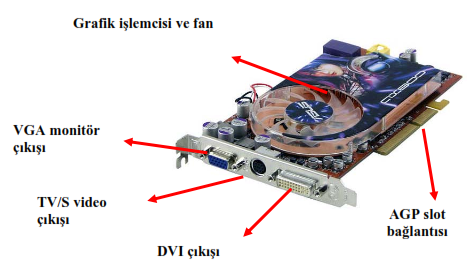 Grafik işlemcisi ve fan
VGA monitör
çıkışı
TV/S video
çıkışı
DVI çıkışı
AGP slot
bağlantısı